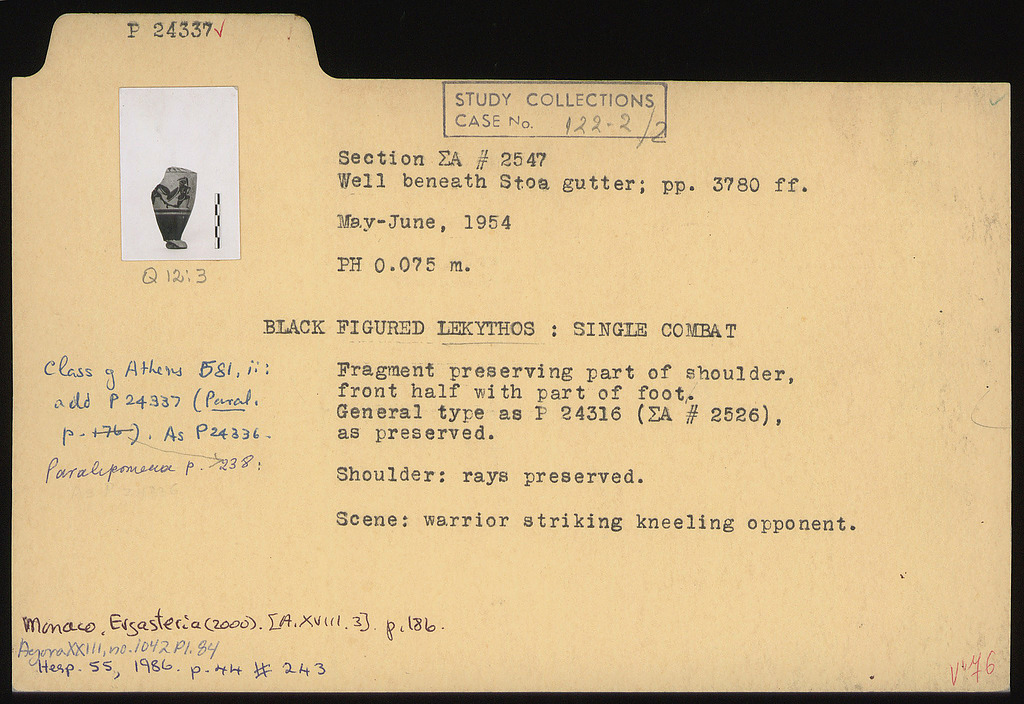 P 24337✓
STUDY COLLECTIONS
CASE No. 122-2/2
Section ΣA # 2547
Well beneath Stoa gutter; pp. 3780 ff.
May-June, 1954
PH 0.075 m.
Q 12:3
BLACK FIGURED LEKYTHOS : SINGLE COMBAT
Class of Athens 581, ii:
add P 24337 (Paral.
p. 176). As P24336.
Paralipomena p. 238:
Fragment preserving part of shoulder,
front half with part of foot.
General type as P 24316 (ΣA # 2526),
as preserved.
Shoulder: rays preserved.
Scene: warrior striking kneeling opponent.
Monaco, Ergasteria (2000). [A.XVIII.3]. p.186.
Agora XXIII, no. 1042 Pl. 84
Hesp. 55, 1986. p. 44 # 243
V'76